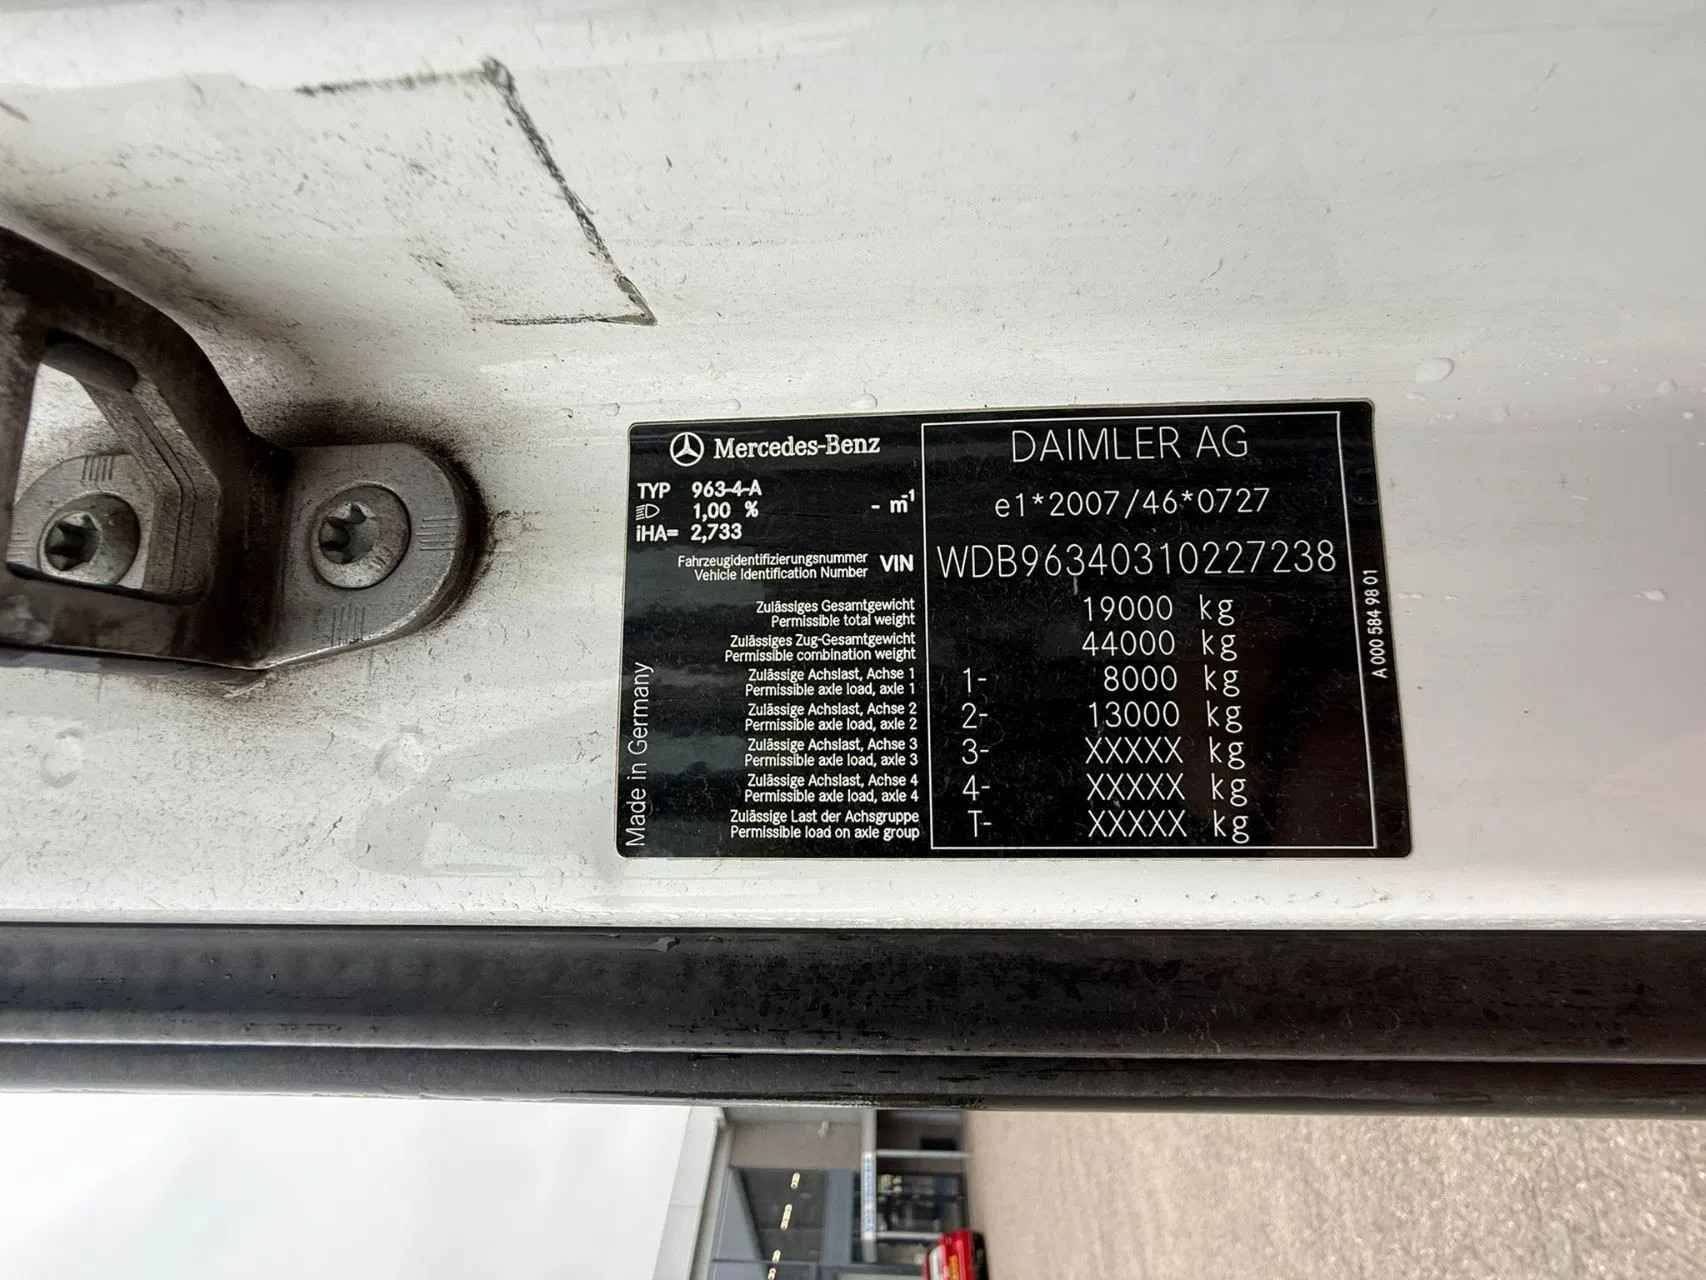 Mercedes-Benz
TYP 963-4-A
1,00 % - m-1
iHA= 2,733
DAIMLER AG
e1*2007/46*0727
Fahrzeugidentifizierungsnummer
Vehicle Identification Number VIN WDB96340310227238
Zulässiges Gesamtgewicht
Permissible total weight 19000 kg
Zulässiges Zug-Gesamtgewicht
Permissible combination weight 44000 kg
Zulässige Achslast, Achse 1
Permissible axle load, axle 1 1- 8000 kg
Zulässige Achslast, Achse 2
Permissible axle load, axle 2 2- 13000 kg
Zulässige Achslast, Achse 3
Permissible axle load, axle 3 3- XXXXX kg
Zulässige Achslast, Achse 4
Permissible axle load, axle 4 4- XXXXX kg
Zulässige Last der Achsgruppe
Permissible load on axle group T- XXXXX kg
Made in Germany
A 000 584 98 01